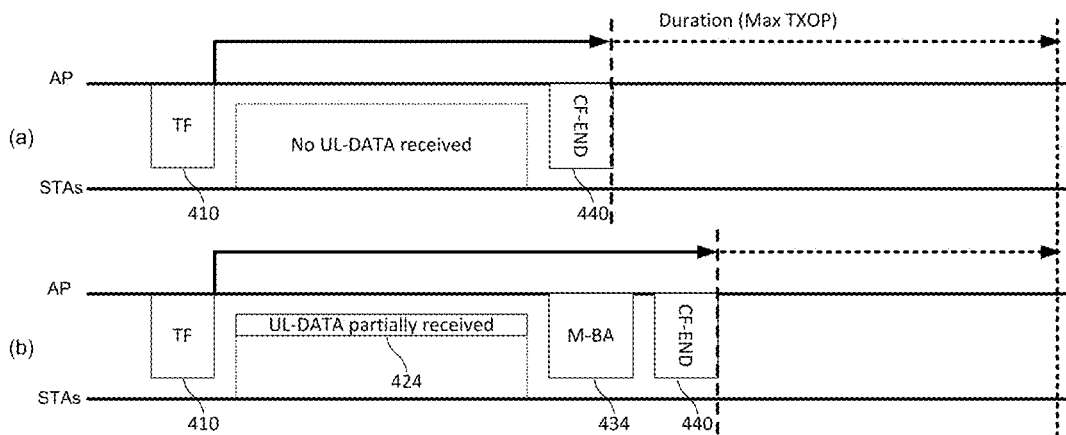 Duration (Max TXOP)
AP
(a)
TF
No UL-DATA received
CF-END
STAs
410
440
AP
(b)
TF
UL-DATA partially received
M-BA
CF-END
424
STAs
410
434
440